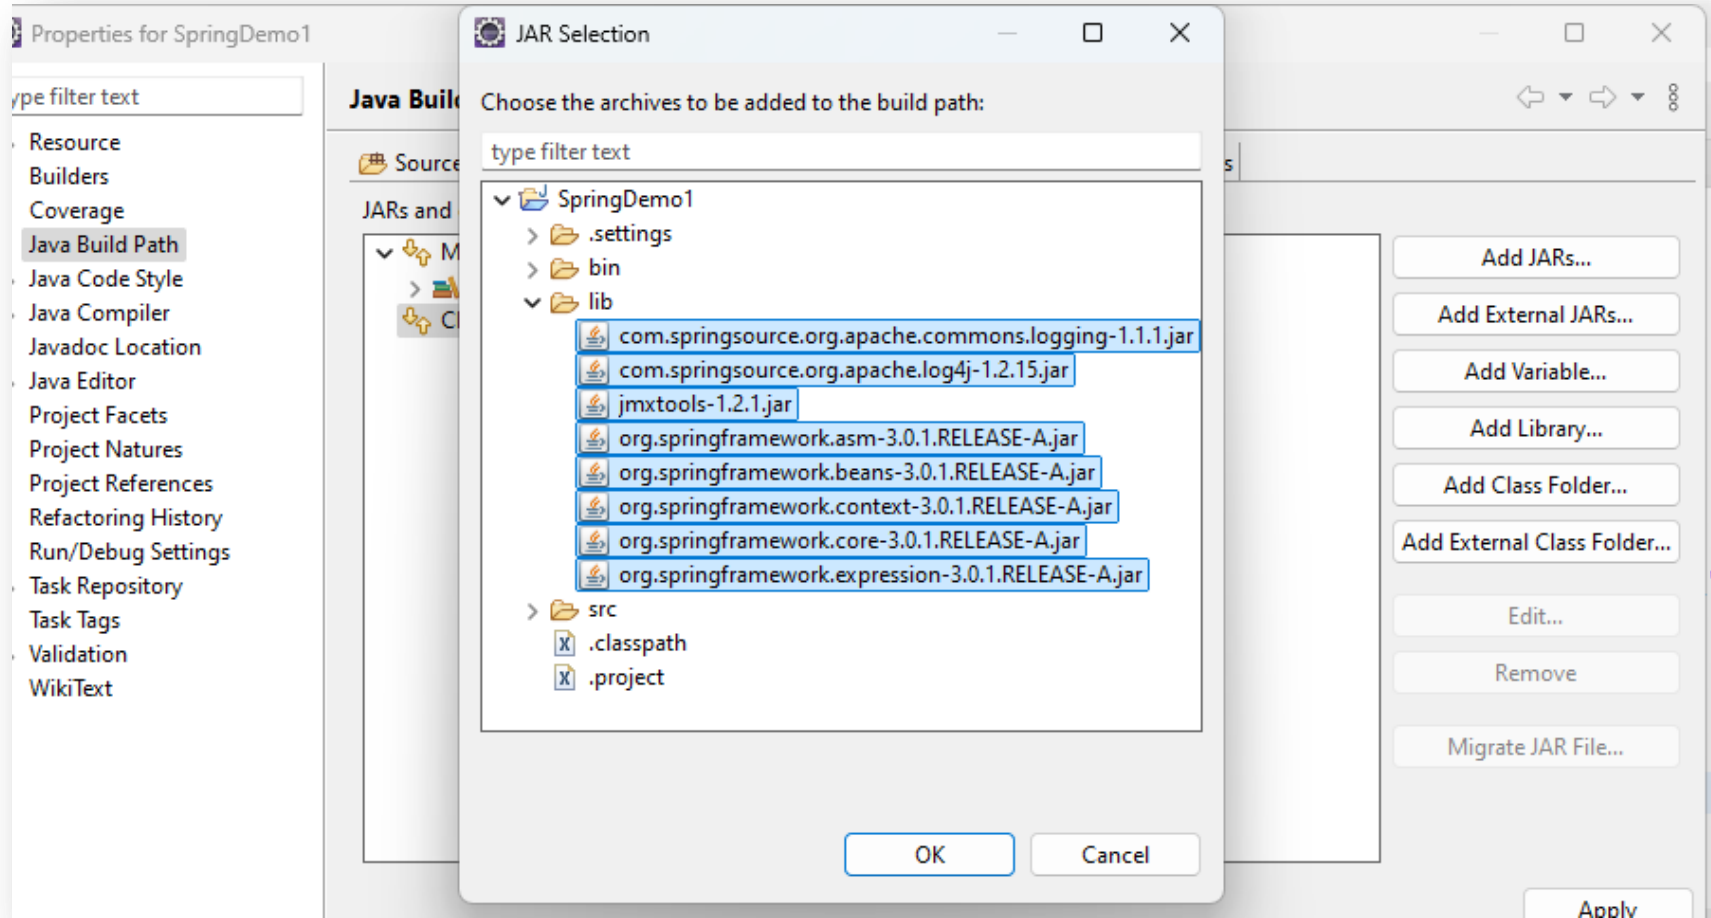 Properties for SpringDemo1
ype filter text
Resource
Builders
Coverage
Java Build Path
Java Code Style
Java Compiler
Javadoc Location
Java Editor
Project Facets
Project Natures
Project References
Refactoring History
Run/Debug Settings
Task Repository
Task Tags
Validation
WikiText
Java Buil
Source
s
JARs and
M
Cl
JAR Selection
Choose the archives to be added to the build path:
type filter text
SpringDemo1
.settings
bin
lib
com.springsource.org.apache.commons.logging-1.1.1.jar
com.springsource.org.apache.log4j-1.2.15.jar
jmxtools-1.2.1.jar
org.springframework.asm-3.0.1.RELEASE-A.jar
org.springframework.beans-3.0.1.RELEASE-A.jar
org.springframework.context-3.0.1.RELEASE-A.jar
org.springframework.core-3.0.1.RELEASE-A.jar
org.springframework.expression-3.0.1.RELEASE-A.jar
src
.classpath
.project
OK
Cancel
Add JARs...
Add External JARs...
Add Variable...
Add Library...
Add Class Folder...
Add External Class Folder...
Edit...
Remove
Migrate JAR File...
Apply